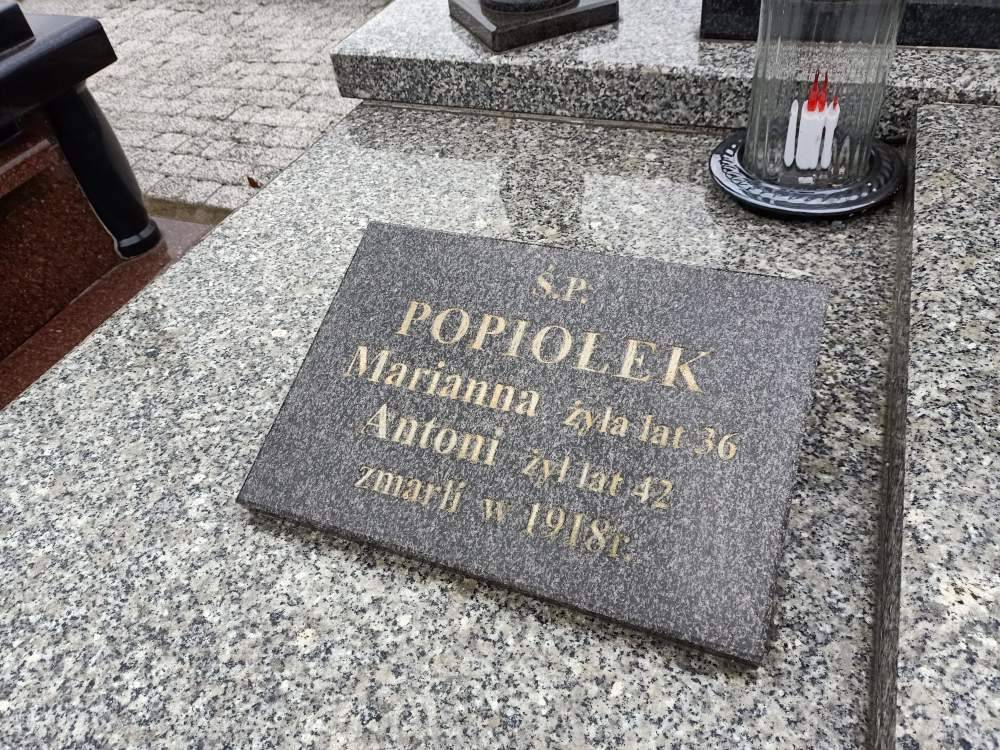 Ś.P.
POPIOŁEK
Marianna żyła lat 36
Antoni żył lat 42
zmarli w 1918r.